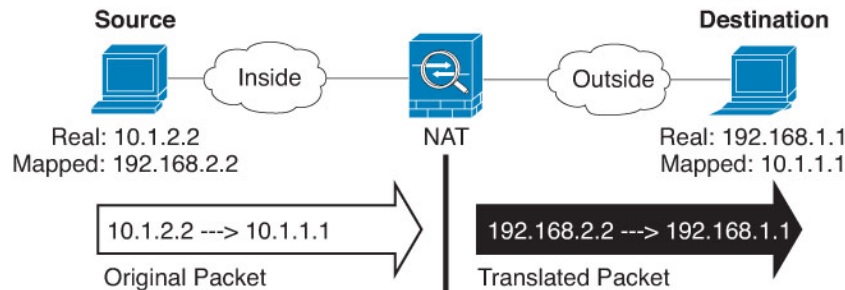 Source
Destination
Inside
Outside
Real: 10.1.2.2
Mapped: 192.168.2.2
NAT
Real: 192.168.1.1
Mapped: 10.1.1.1
10.1.2.2 ---> 10.1.1.1
192.168.2.2 ---> 192.168.1.1
Original Packet
Translated Packet